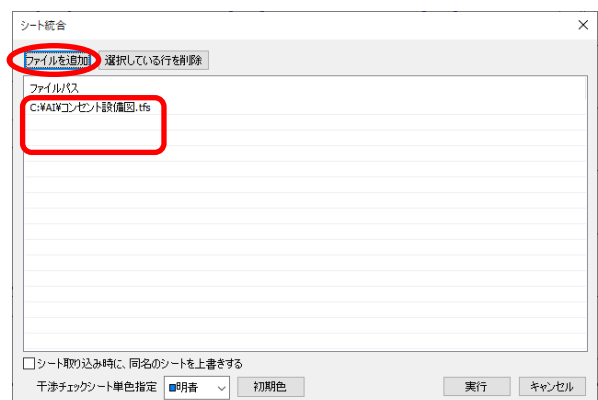 シート統合
ファイルを追加 選択している行を削除
ファイルパス
C:¥AI¥コンセント設備図.tfs
シート取り込み時に、同名のシートを上書きする
干渉チェックシート単色指定 明青 初期色 実行 キャンセル